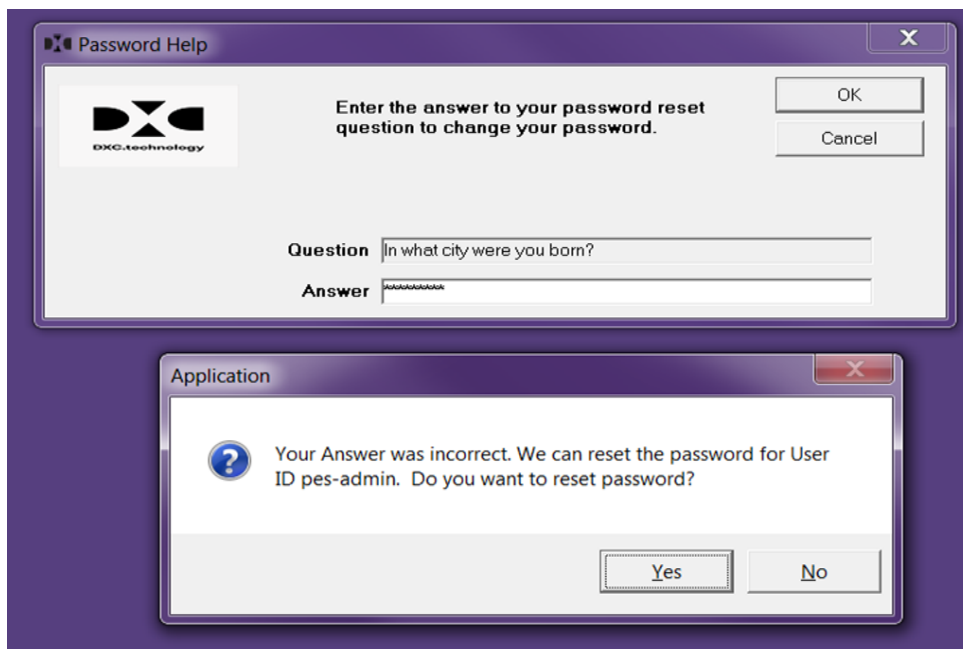 Password Help
X
DXC.technology
Enter the answer to your password reset
question to change your password.
OK
Cancel
Question In what city were you born?
Answer *********
Application
X
Your Answer was incorrect. We can reset the password for User
ID pes-admin. Do you want to reset password?
Yes
No